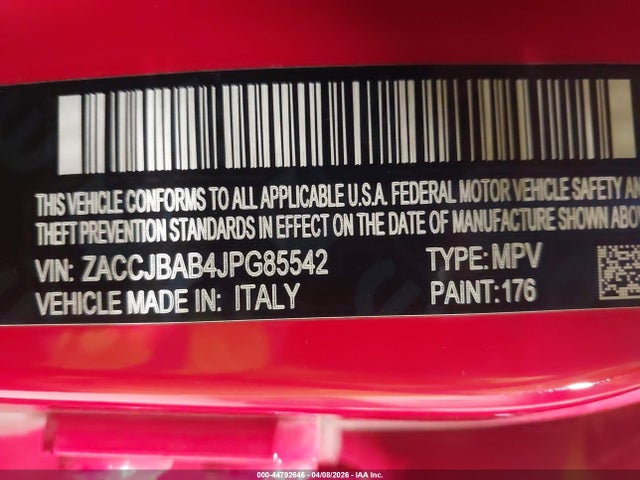 THIS VEHICLE CONFORMS TO ALL APPLICABLE U.S.A. FEDERAL MOTOR VEHICLE SAFETY AN
THEFT PREVENTION STANDARDS IN EFFECT ON THE DATE OF MANUFACTURE SHOWN ABO
VIN: ZACCJBAB4JPG85542 TYPE: MPV
VEHICLE MADE IN: ITALY PAINT: 176
000-44792646 - 04/08/2026 - IAA Inc.